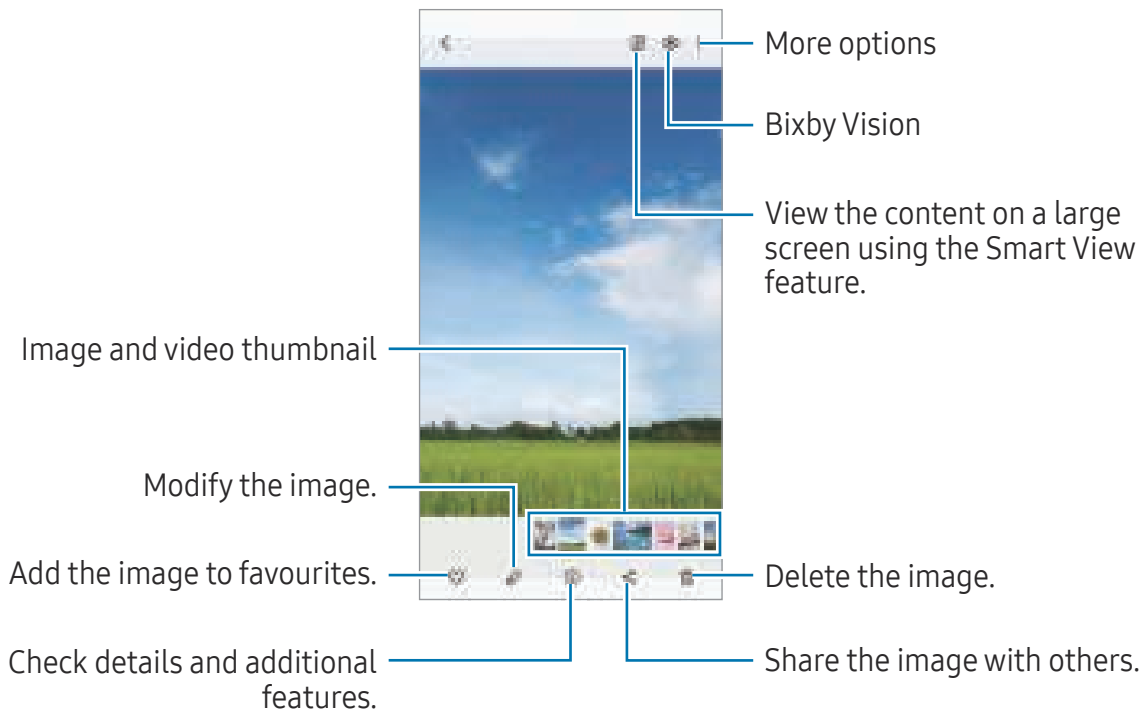 More options
Bixby Vision
View the content on a large
screen using the Smart View
feature.
Image and video thumbnail
Modify the image.
Add the image to favourites.
Delete the image.
Check details and additional
features.
Share the image with others.